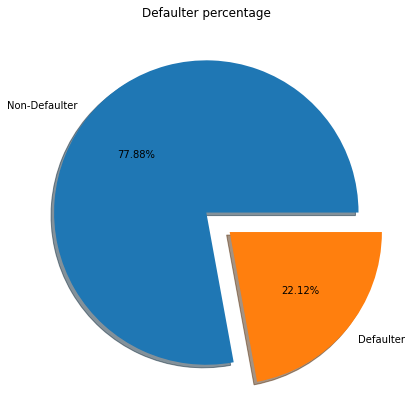 Defaulter percentage
Non-Defaulter
77.88%
22.12%
Defaulter